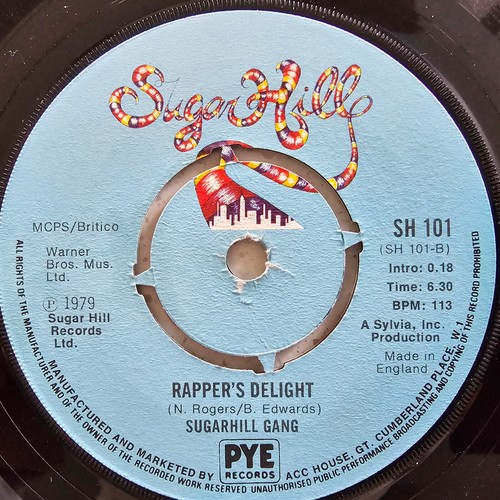 Sugar Hill
MCPS/Britico
Warner
Bros. Mus.
Ltd.
℗ 1979
Sugar Hill
Records
Ltd.
SH 101
(SH 101-B)
Intro: 0.18
Time: 6.30
BPM: 113
A Sylvia, Inc.
Production
Made in
England
RAPPER'S DELIGHT
(N. Rogers/B. Edwards)
SUGARHILL GANG
PYE
RECORDS
MANUFACTURED AND MARKETED BY
ACC HOUSE, GT. CUMBERLAND PLACE, W.1
ALL RIGHTS OF THE MANUFACTURER AND OF THE OWNER OF THE RECORDED WORK RESERVED UNAUTHORISED PUBLIC PERFORMANCE BROADCASTING AND COPYING OF THIS RECORD PROHIBITED